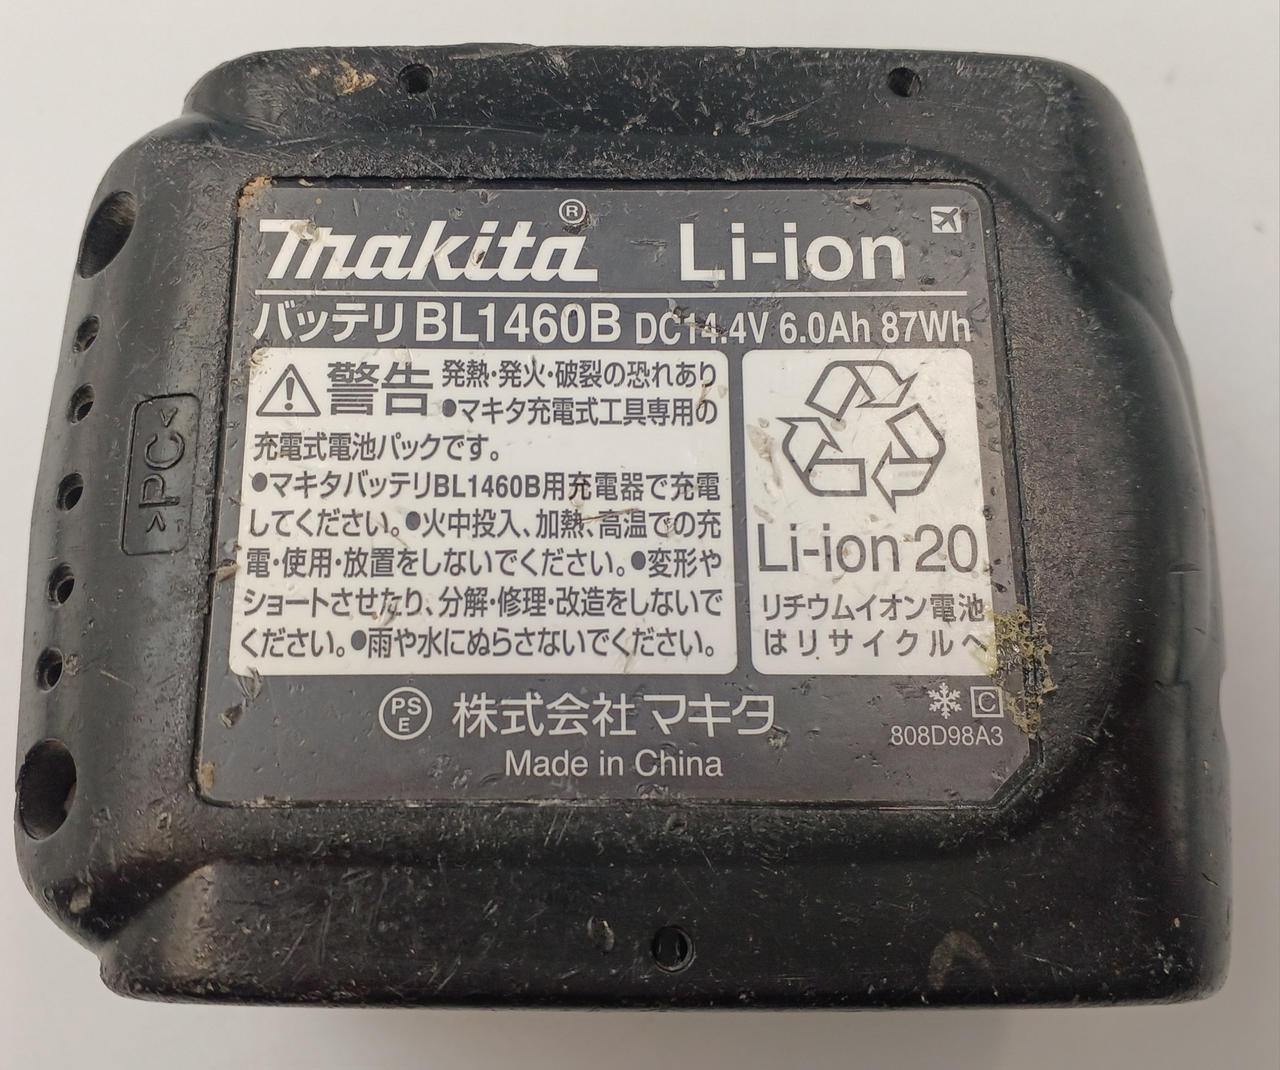 Makita® Li-ion
バッテリBL1460B DC14.4V 6.0Ah 87Wh
警告 発熱・発火・破裂の恐れあり
●マキタ充電式工具専用の
充電式電池パックです。
●マキタバッテリBL1460B用充電器で充電
してください。●火中投入、加熱、高温での充
電・使用・放置をしないでください。●変形や
ショートさせたり、分解・修理・改造をしないで
ください。●雨や水にぬらさないでください。
Li-ion 20
リチウムイオン電池
はリサイクルへ
PSE 株式会社マキタ
C
808D98A3
Made in China
>PC<